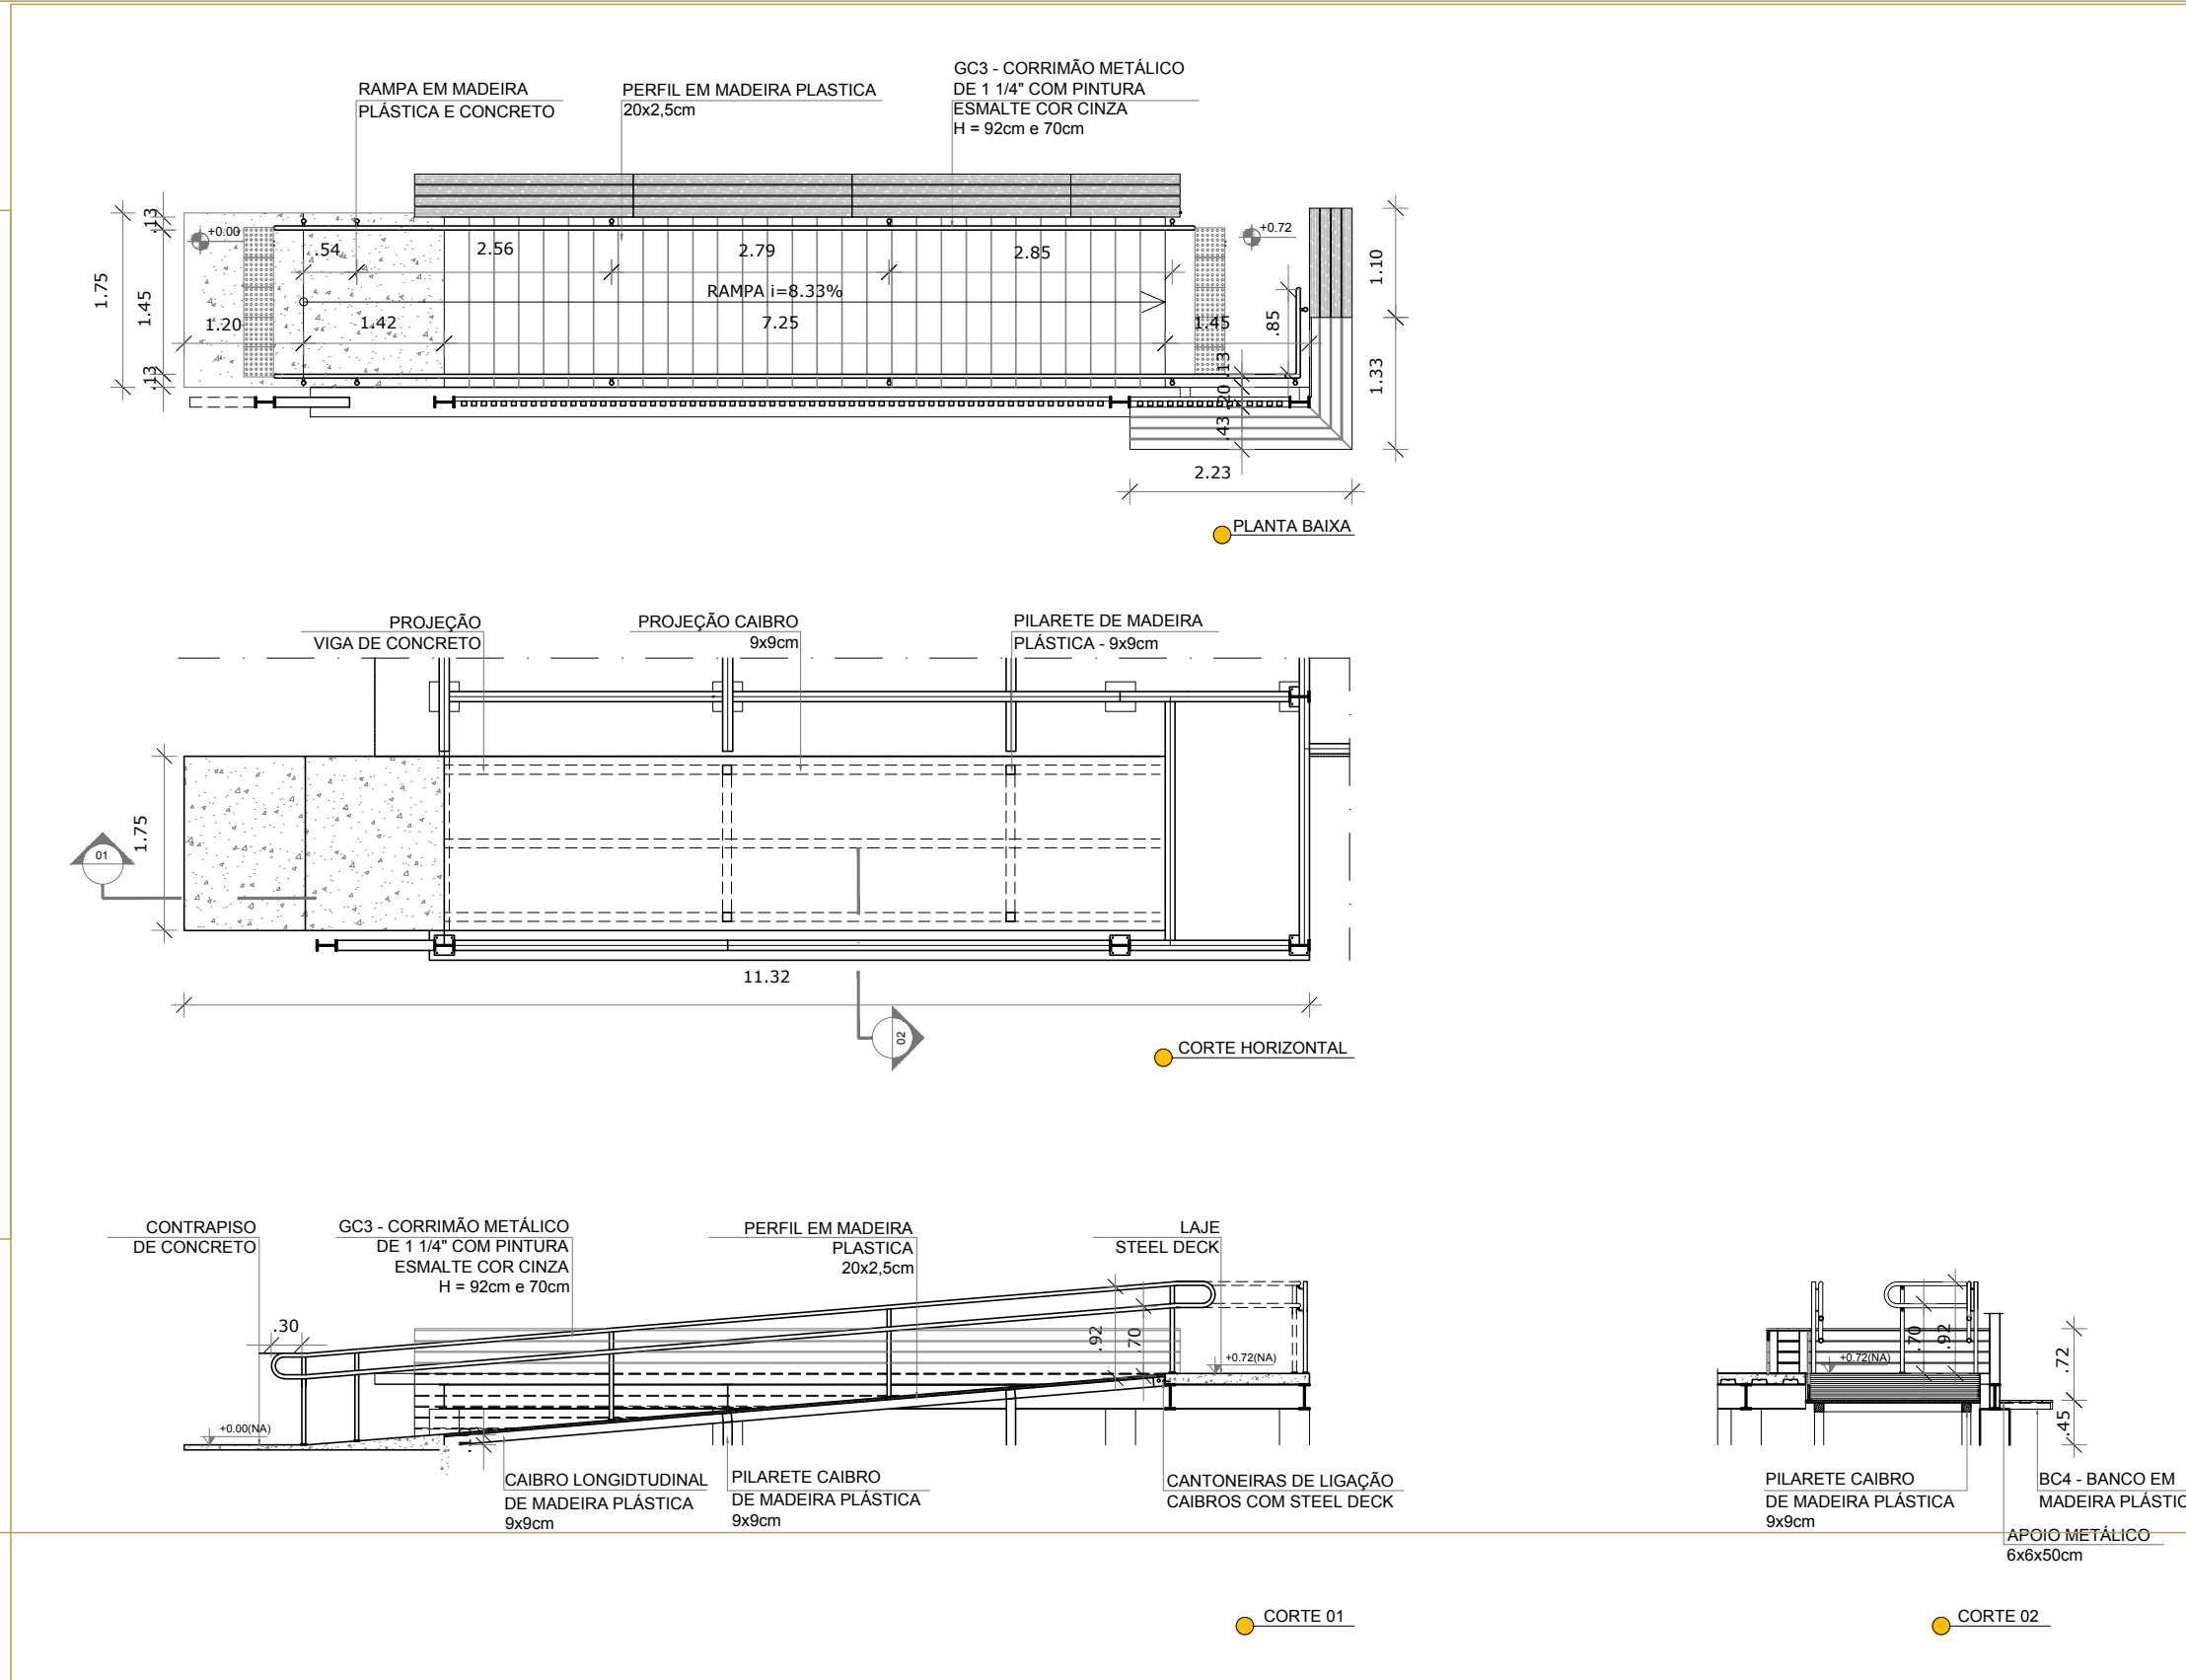 RAMPA EM MADEIRA
PLÁSTICA E CONCRETO
PERFIL EM MADEIRA PLASTICA
20x2,5cm
GC3 - CORRIMÃO METÁLICO
DE 1 1/4" COM PINTURA
ESMALTE COR CINZA
H = 92cm e 70cm
.13
+0.00
+0.72
.54
2.56
2.79
2.85
1.75
1.45
1.10
RAMPA i=8.33%
1.20
1.42
7.25
1.45
.85
.13
.13
1.33
.20
.43
2.23
PLANTA BAIXA
PROJEÇÃO
VIGA DE CONCRETO
PROJEÇÃO CAIBRO
9x9cm
PILARETE DE MADEIRA
PLÁSTICA - 9x9cm
1.75
01
11.32
02
CORTE HORIZONTAL
CONTRAPISO
DE CONCRETO
GC3 - CORRIMÃO METÁLICO
DE 1 1/4" COM PINTURA
ESMALTE COR CINZA
H = 92cm e 70cm
PERFIL EM MADEIRA
PLASTICA
20x2,5cm
LAJE
STEEL DECK
.30
.92
.70
+0.72(NA)
+0.00(NA)
CAIBRO LONGIDTUDINAL
DE MADEIRA PLÁSTICA
9x9cm
PILARETE CAIBRO
DE MADEIRA PLÁSTICA
9x9cm
CANTONEIRAS DE LIGAÇÃO
CAIBROS COM STEEL DECK
CORTE 01
.70
.92
+0.72(NA)
.72
.45
PILARETE CAIBRO
DE MADEIRA PLÁSTICA
9x9cm
BC4 - BANCO EM
MADEIRA PLÁSTIC
APOIO METÁLICO
6x6x50cm
CORTE 02